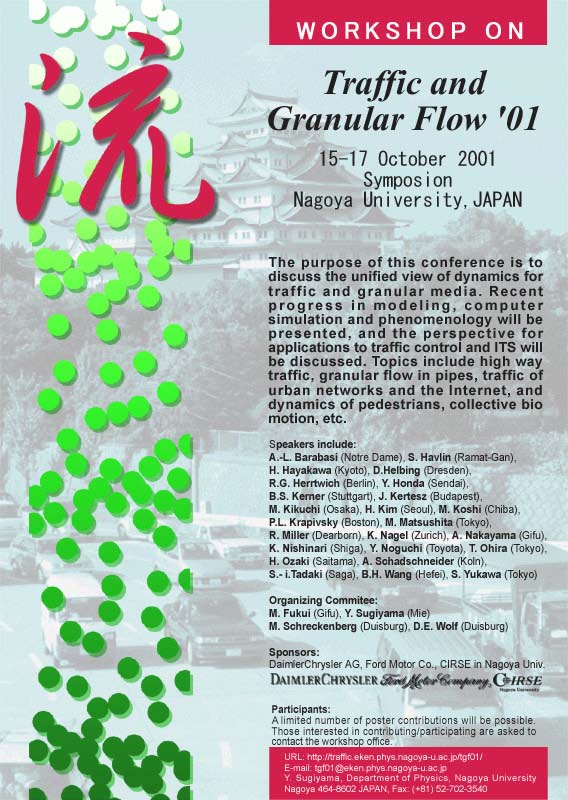 WORKSHOP ON
流
Traffic and
Granular Flow '01
15-17 October 2001
Symposion
Nagoya University, JAPAN
The purpose of this conference is to
discuss the unified view of dynamics for
traffic and granular media. Recent
progress in modeling, computer
simulation and phenomenology will be
presented, and the perspective for
applications to traffic control and ITS will
be discussed. Topics include high way
traffic, granular flow in pipes, traffic of
urban networks and the Internet, and
dynamics of pedestrians, collective bio
motion, etc.
Speakers include:
A.-L. Barabasi (Notre Dame), S. Havlin (Ramat-Gan),
H. Hayakawa (Kyoto), D.Helbing (Dresden),
R.G. Herrtwich (Berlin), Y. Honda (Sendai),
B.S. Kerner (Stuttgart), J. Kertesz (Budapest),
M. Kikuchi (Osaka), H. Kim (Seoul), M. Koshi (Chiba),
P.L. Krapivsky (Boston), M. Matsushita (Tokyo),
R. Miller (Dearborn), K. Nagel (Zurich), A. Nakayama (Gifu),
K. Nishinari (Shiga), Y. Noguchi (Toyota), T. Ohira (Tokyo),
H. Ozaki (Saitama), A. Schadschneider (Koln),
S.- i.Tadaki (Saga), B.H. Wang (Hefei), S. Yukawa (Tokyo)
Organizing Commitee:
M. Fukui (Gifu), Y. Sugiyama (Mie)
M. Schreckenberg (Duisburg), D.E. Wolf (Duisburg)
Sponsors:
DaimlerChrysler AG, Ford Motor Co., CIRSE in Nagoya Univ.
DAIMLERCHRYSLER Ford Motor Company, CIRSE
Nagoya University
Participants:
A limited number of poster contributions will be possible.
Those interested in contributing/participating are asked to
contact the workshop office.
URL: http://traffic.eken.phys.nagoya-u.ac.jp/tgf01/
E-mail: tgf01@eken.phys.nagoya-u.ac.jp
Y. Sugiyama, Department of Physics, Nagoya University
Nagoya 464-8602 JAPAN, Fax: (+81) 52-702-3540